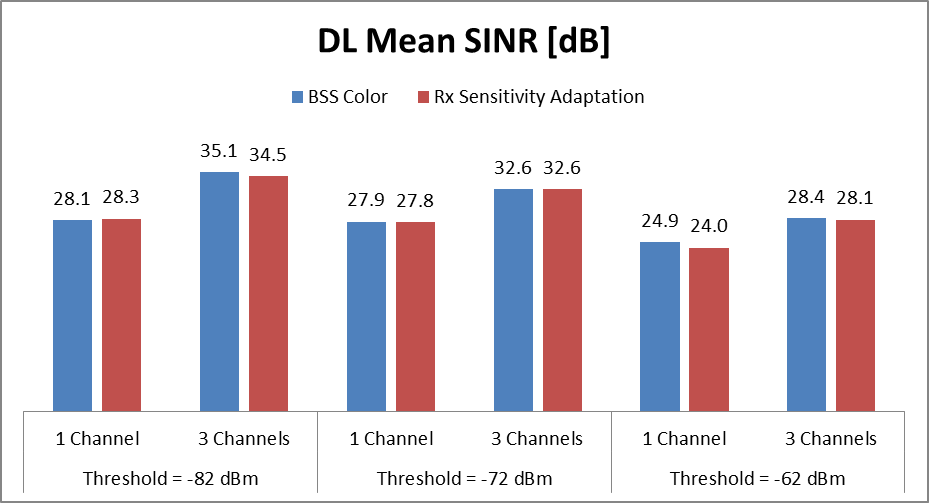 DL Mean SINR [dB]
BSS Color Rx Sensitivity Adaptation
28.1 28.3 35.1 34.5 27.9 27.8 32.6 32.6 24.9 24.0 28.4 28.1
1 Channel 3 Channels 1 Channel 3 Channels 1 Channel 3 Channels
Threshold = -82 dBm Threshold = -72 dBm Threshold = -62 dBm